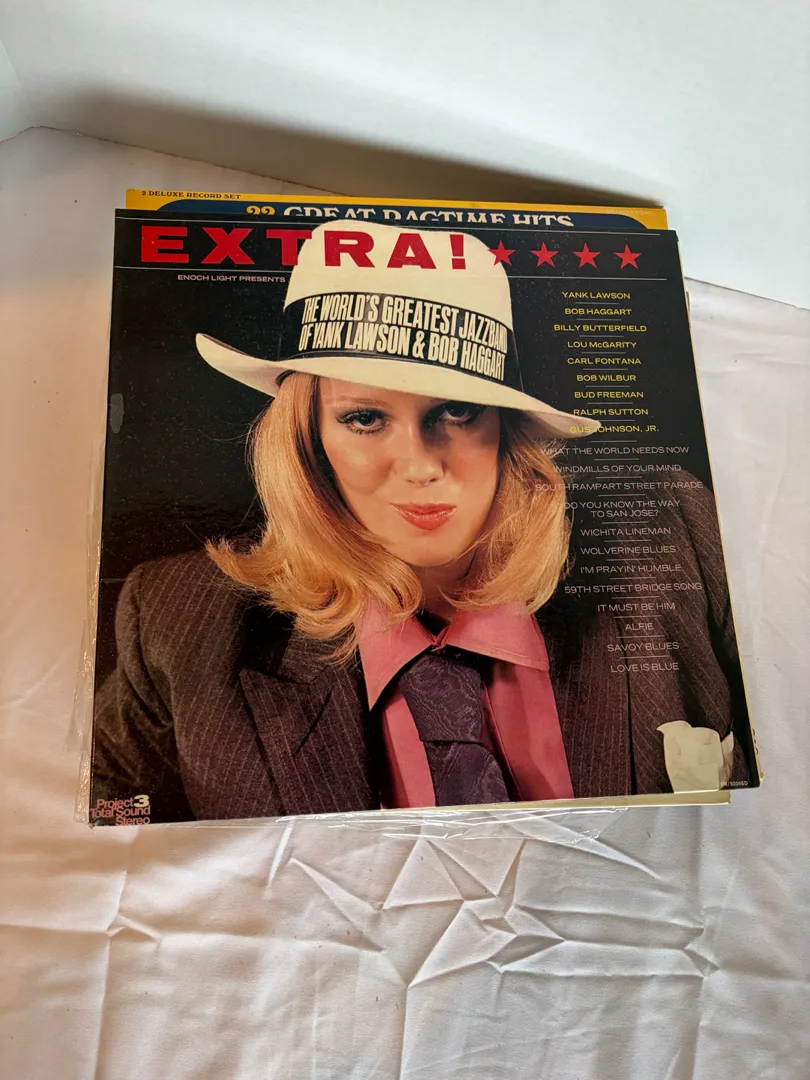 2 DELUXE RECORD SET
22 GREAT RAGTIME HITS
EXTRA! ★★★★
ENOCH LIGHT PRESENTS
THE WORLD'S GREATEST JAZZBAND
OF YANK LAWSON & BOB HAGGART
YANK LAWSON
BOB HAGGART
BILLY BUTTERFIELD
LOU McGARITY
CARL FONTANA
BOB WILBUR
BUD FREEMAN
RALPH SUTTON
GUS JOHNSON, JR.
WHAT THE WORLD NEEDS NOW
WINDMILLS OF YOUR MIND
SOUTH RAMPART STREET PARADE
DO YOU KNOW THE WAY
TO SAN JOSE?
WICHITA LINEMAN
WOLVERINE BLUES
I'M PRAYIN' HUMBLE
59TH STREET BRIDGE SONG
IT MUST BE HIM
ALFIE
SAVOY BLUES
LOVE IS BLUE
Project 3
Total Sound
Stereo